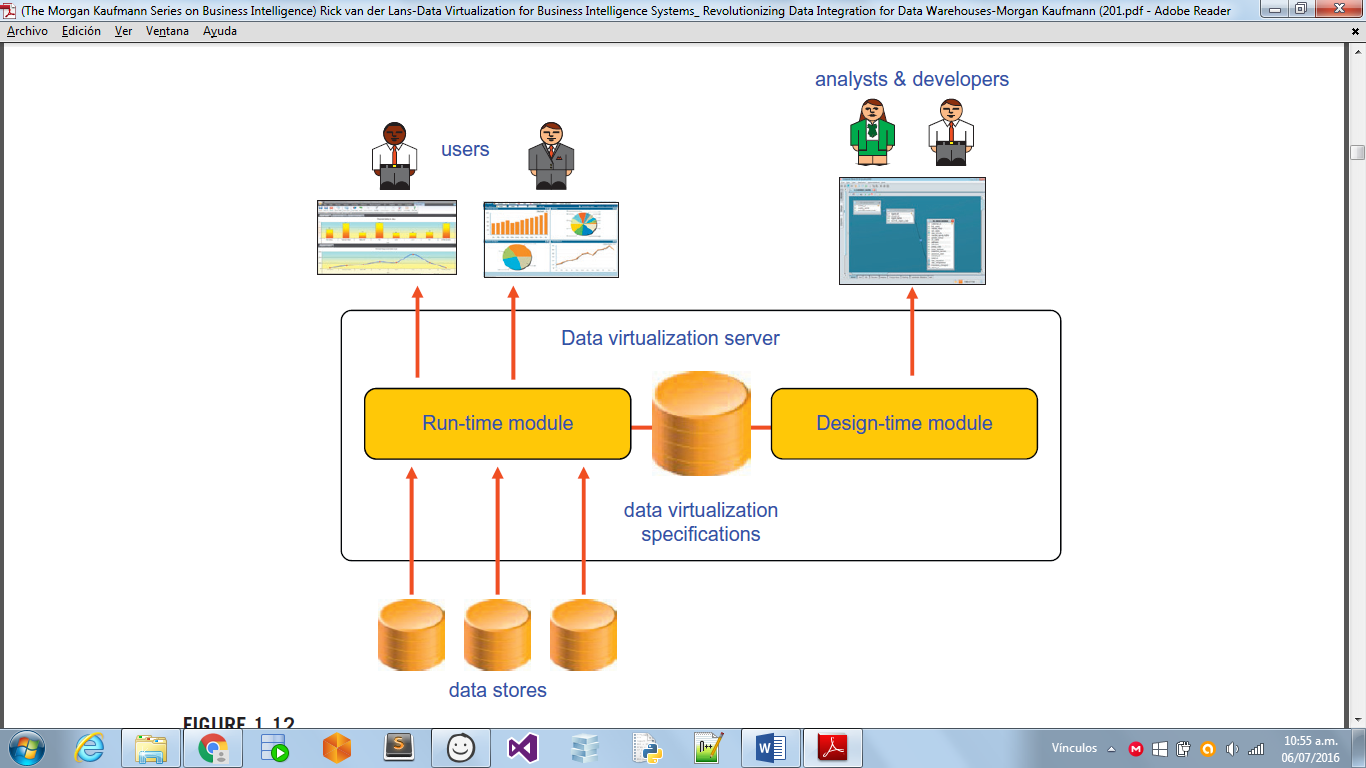 (The Morgan Kaufmann Series on Business Intelligence) Rick van der Lans-Data Virtualization for Business Intelligence Systems_ Revolutionizing Data Integration for Data Warehouses-Morgan Kaufmann (201.pdf - Adobe Reader
Archivo Edición Ver Ventana Ayuda
analysts & developers
users
Data virtualization server
Run-time module
Design-time module
data virtualization
specifications
data stores
FIGURE 1.12
Vínculos
10:55 a.m.
06/07/2016